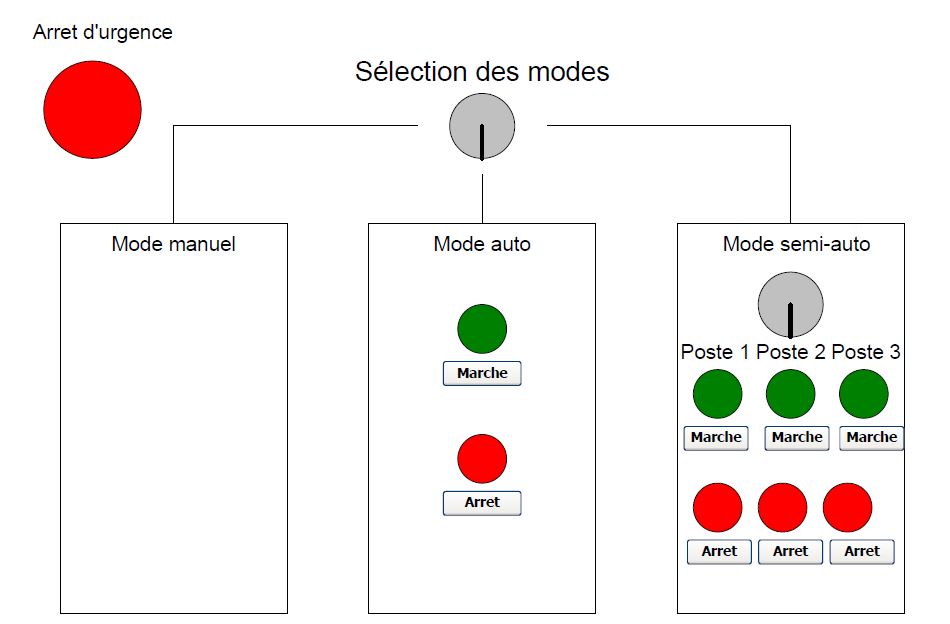 Arret d'urgence
Sélection des modes
Mode manuel
Mode auto
Marche
Arret
Mode semi-auto
Poste 1 Poste 2 Poste 3
Marche Marche Marche
Arret Arret Arret